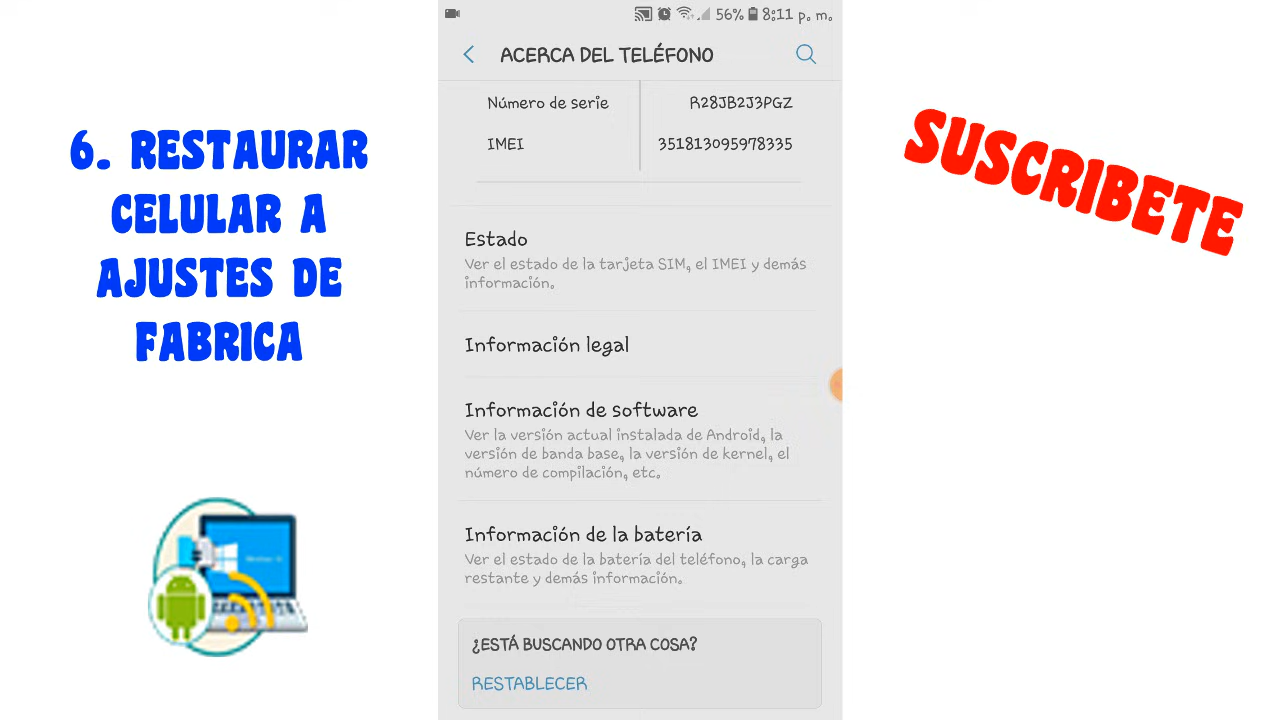 6. RESTAURAR
CELULAR A
AJUSTES DE
FABRICA
56% 8:11 p. m.
ACERCA DEL TELÉFONO
Número de serie R28JB2J3PGZ
IMEI 351813095978335
Estado
Ver el estado de la tarjeta SIM, el IMEI y demás
información.
Información legal
Información de software
Ver la versión actual instalada de Android, la
versión de banda base, la versión de kernel, el
número de compilación, etc.
Información de la batería
Ver el estado de la batería del teléfono, la carga
restante y demás información.
¿ESTÁ BUSCANDO OTRA COSA?
RESTABLECER
SUSCRIBETE